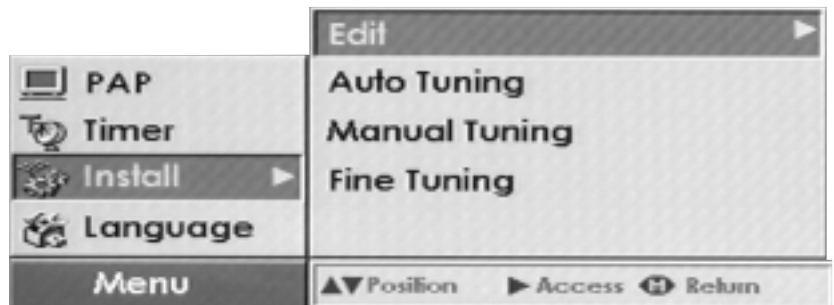 Edit
PAP
Auto Tuning
Timer
Manual Tuning
Install
Fine Tuning
Language
Menu
Position Access M Return